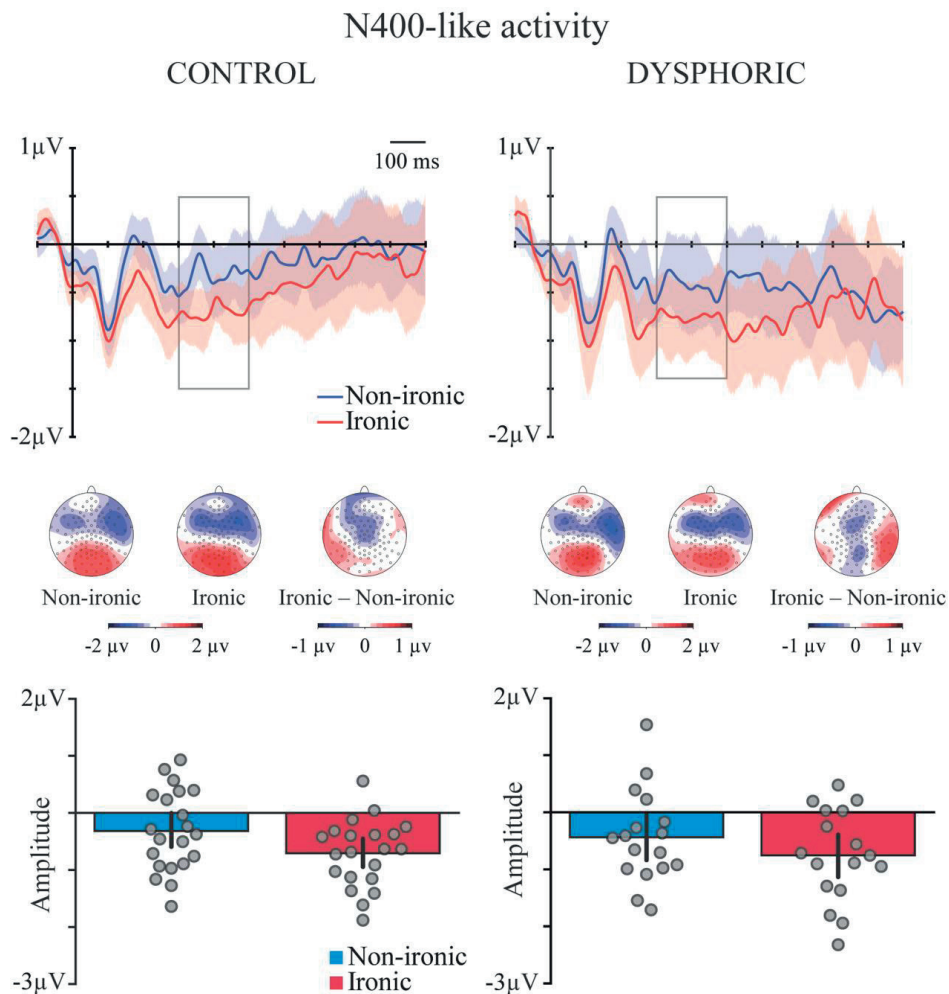 N400-like activity
CONTROL
DYSPHORIC
1µV
100 ms
-2µV
Non-ironic
Ironic
1µV
-2µV
Non-ironic
Ironic
Ironic – Non-ironic
-2 µv 0 2 µv
-1 µv 0 1 µv
Non-ironic
Ironic
Ironic – Non-ironic
-2 µv 0 2 µv
-1 µv 0 1 µv
2µV
Amplitude
-3µV
Non-ironic
Ironic
2µV
Amplitude
-3µV